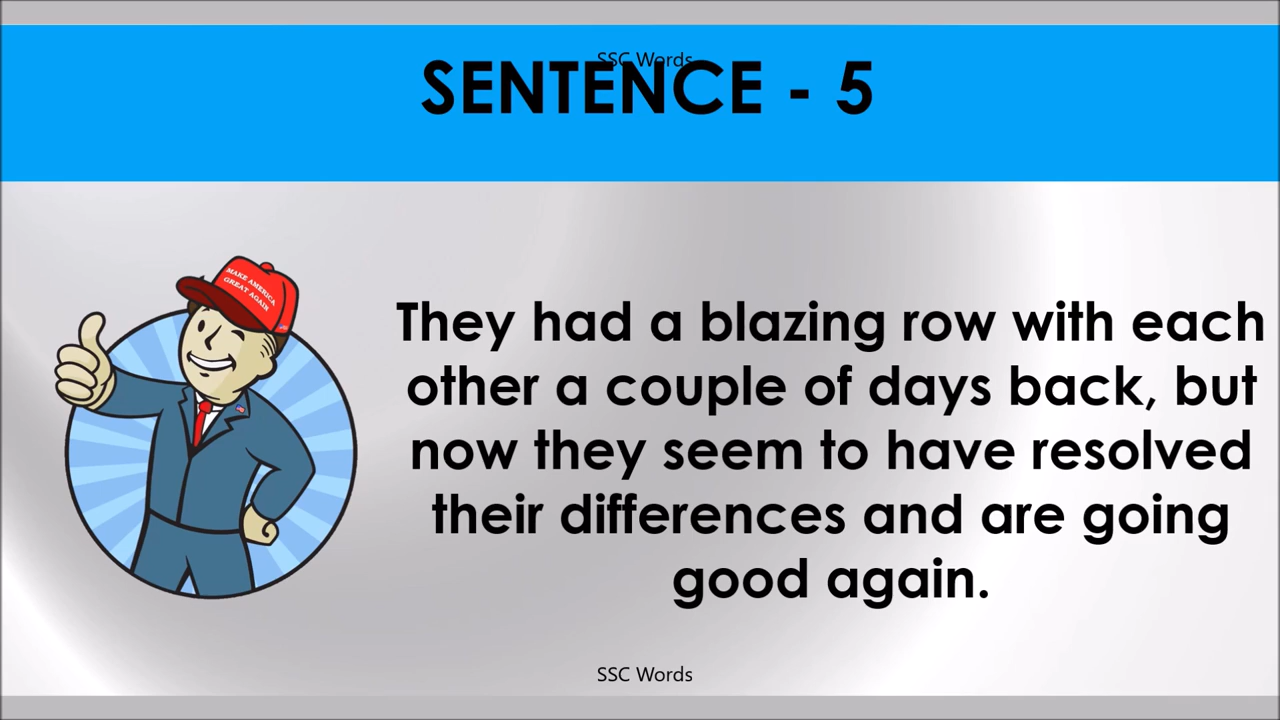 SSC Words
SENTENCE - 5
MAKE AMERICA
GREAT AGAIN
They had a blazing row with each
other a couple of days back, but
now they seem to have resolved
their differences and are going
good again.
SSC Words